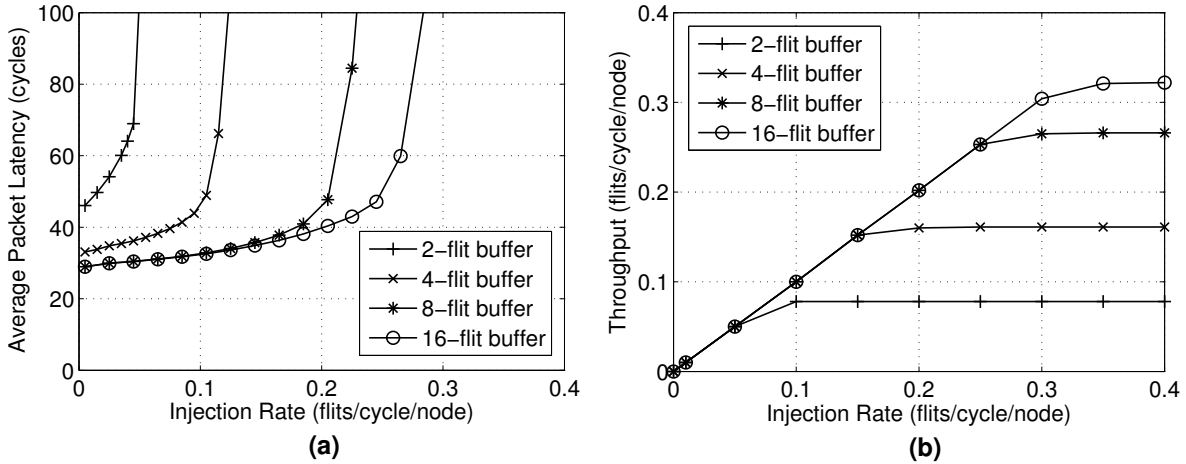 Average Packet Latency (cycles)
100
80
60
40
20
0
0 0.1 0.2 0.3 0.4
Injection Rate (flits/cycle/node)
2−flit buffer
4−flit buffer
8−flit buffer
16−flit buffer
(a)
Throughput (flits/cycle/node)
0.4
0.3
0.2
0.1
0
0 0.1 0.2 0.3 0.4
Injection Rate (flits/cycle/node)
2−flit buffer
4−flit buffer
8−flit buffer
16−flit buffer
(b)